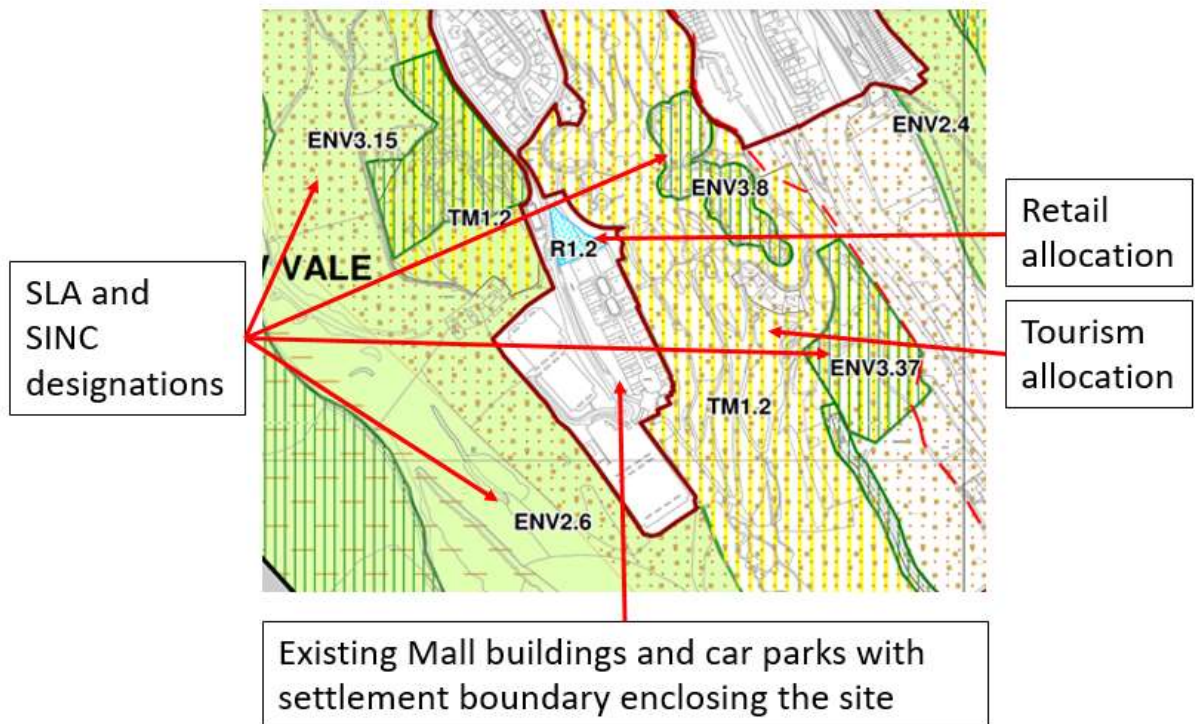 ENV3.15
ENV2.4
ENV3.8
TM1.2
R1.2
VALE
ENV3.37
TM1.2
ENV2.6
SLA and
SINC
designations
Retail
allocation
Tourism
allocation
Existing Mall buildings and car parks with
settlement boundary enclosing the site